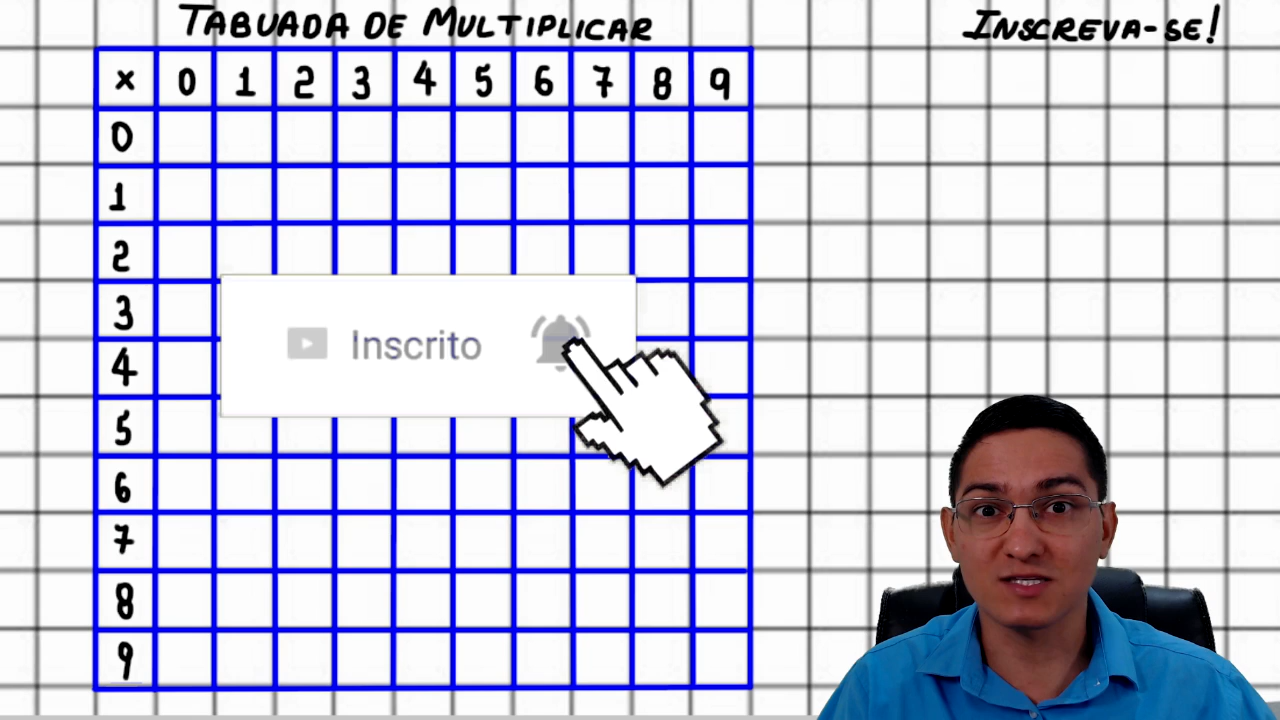 TABUADA DE MULTIPLICAR
INSCREVA-SE!
× 0 1 2 3 4 5 6 7 8 9
0
1
2
3
Inscrito
4
5
6
7
8
9